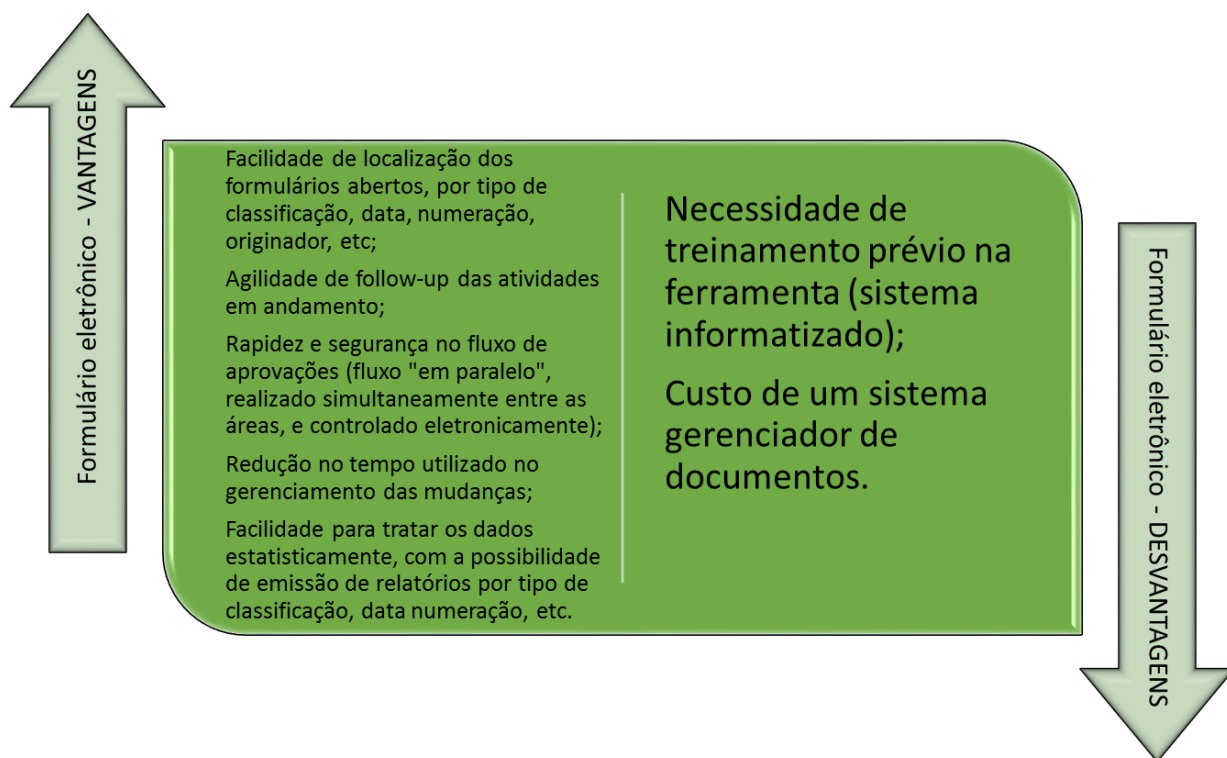 Formulário eletrônico - VANTAGENS
Facilidade de localização dos
formulários abertos, por tipo de
classificação, data, numeração,
originador, etc;
Agilidade de follow-up das atividades
em andamento;
Rapidez e segurança no fluxo de
aprovações (fluxo "em paralelo",
realizado simultaneamente entre as
áreas, e controlado eletronicamente);
Redução no tempo utilizado no
gerenciamento das mudanças;
Facilidade para tratar os dados
estatisticamente, com a possibilidade
de emissão de relatórios por tipo de
classificação, data numeração, etc.
Necessidade de
treinamento prévio na
ferramenta (sistema
informatizado);
Custo de um sistema
gerenciador de
documentos.
Formulário eletrônico - DESVANTAGENS